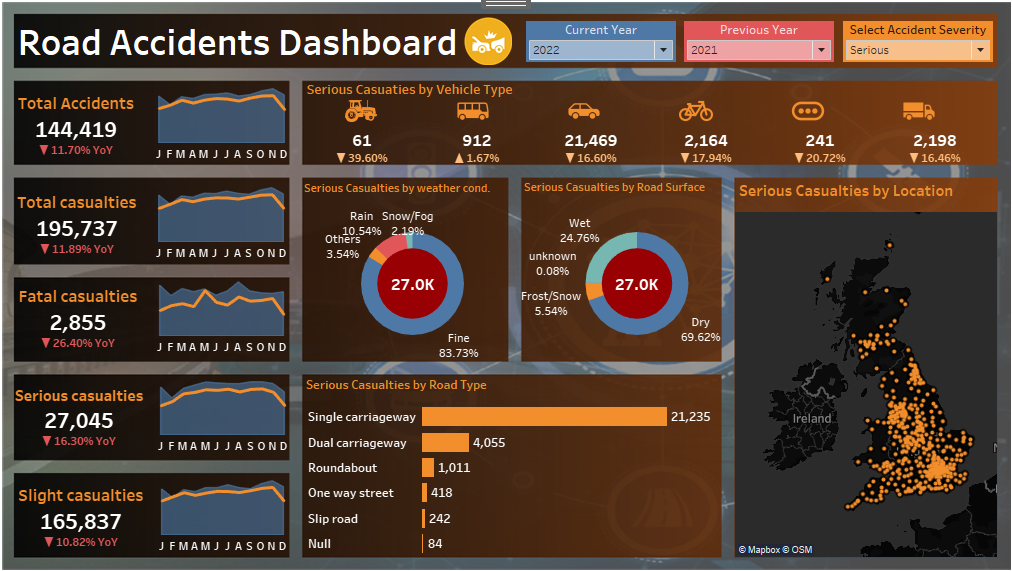 Road Accidents Dashboard
Current Year
2022
Previous Year
2021
Select Accident Severity
Serious
Total Accidents
144,419
▼ 11.70% YoY
J F M A M J J A S O N D
Total casualties
195,737
▼ 11.89% YoY
J F M A M J J A S O N D
Fatal casualties
2,855
▼ 26.40% YoY
J F M A M J J A S O N D
Serious casualties
27,045
▼ 16.30% YoY
J F M A M J J A S O N D
Slight casualties
165,837
▼ 10.82% YoY
J F M A M J J A S O N D
Serious Casuaties by Vehicle Type
61
▼ 39.60%
912
▲ 1.67%
21,469
▼ 16.60%
2,164
▼ 17.94%
241
▼ 20.72%
2,198
▼ 16.46%
Serious Casualties by weather cond.
Rain
10.54%
Snow/Fog
2.19%
Others
3.54%
27.0K
Fine
83.73%
Serious Casualties by Road Surface
Wet
24.76%
unknown
0.08%
Frost/Snow
5.54%
27.0K
Dry
69.62%
Serious Casualties by Road Type
Single carriageway 21,235
Dual carriageway 4,055
Roundabout 1,011
One way street 418
Slip road 242
Null 84
Serious Casualties by Location
Ireland
© Mapbox © OSM